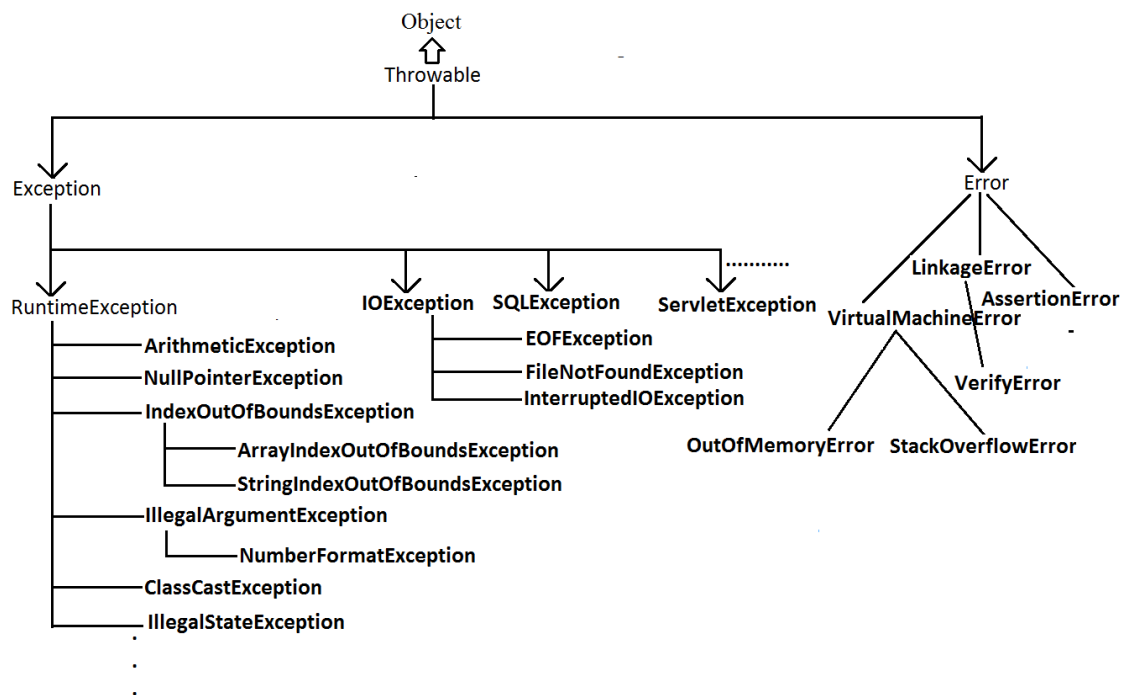 Object
Throwable
Exception
Error
RuntimeException
IOException
SQLException
ServletException
...........
LinkageError
AssertionError
VirtualMachineError
VerifyError
OutOfMemoryError
StackOverflowError
EOFException
FileNotFoundException
InterruptedIOException
ArithmeticException
NullPointerException
IndexOutOfBoundsException
ArrayIndexOutOfBoundsException
StringIndexOutOfBoundsException
IllegalArgumentException
NumberFormatException
ClassCastException
IllegalStateException
.
.
.